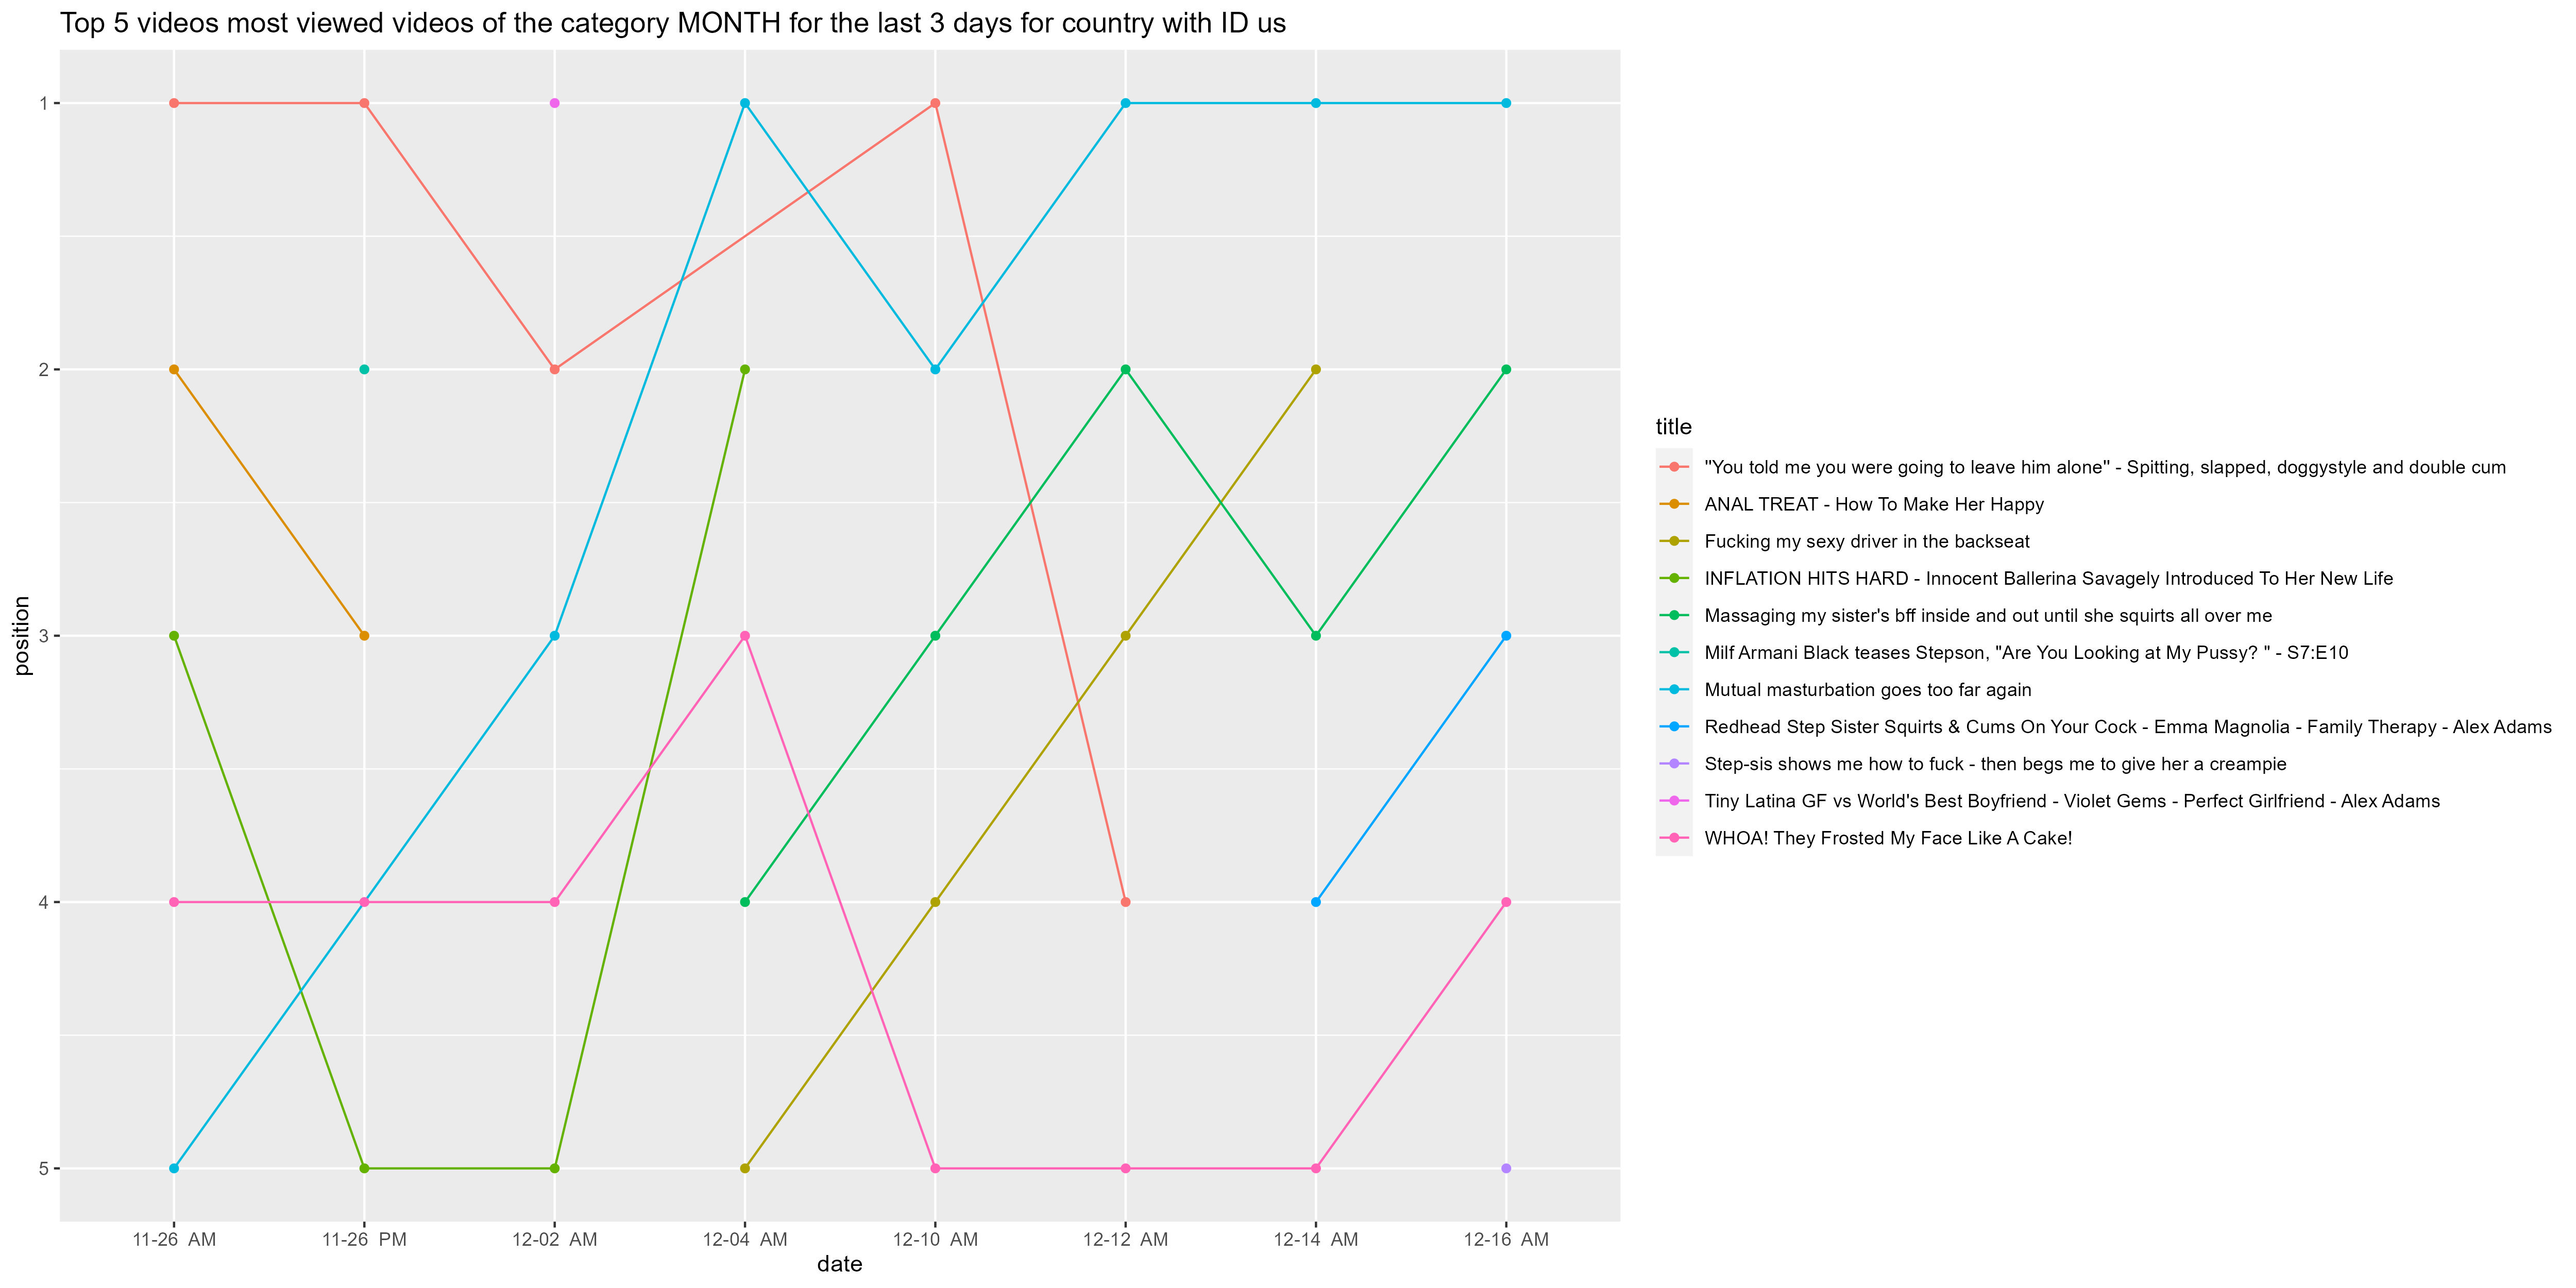 Top 5 videos most viewed videos of the category MONTH for the last 3 days for country with ID us
position
1
2
3
4
5
11-26 AM
11-26 PM
12-02 AM
12-04 AM
12-10 AM
12-12 AM
12-14 AM
12-16 AM
date
title
"You told me you were going to leave him alone" - Spitting, slapped, doggystyle and double cum
ANAL TREAT - How To Make Her Happy
Fucking my sexy driver in the backseat
INFLATION HITS HARD - Innocent Ballerina Savagely Introduced To Her New Life
Massaging my sister's bff inside and out until she squirts all over me
Milf Armani Black teases Stepson, "Are You Looking at My Pussy? " - S7:E10
Mutual masturbation goes too far again
Redhead Step Sister Squirts & Cums On Your Cock - Emma Magnolia - Family Therapy - Alex Adams
Step-sis shows me how to fuck - then begs me to give her a creampie
Tiny Latina GF vs World's Best Boyfriend - Violet Gems - Perfect Girlfriend - Alex Adams
WHOA! They Frosted My Face Like A Cake!